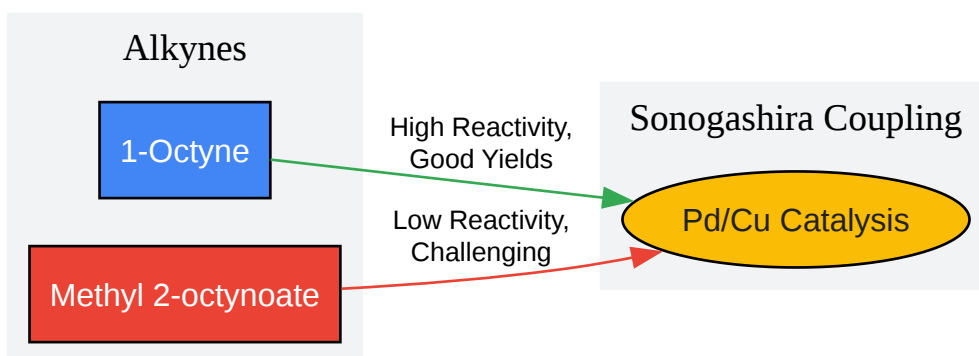 Alkynes
1-Octyne
Methyl 2-octynoate
High Reactivity,
Good Yields
Low Reactivity,
Challenging
Sonogashira Coupling
Pd/Cu Catalysis